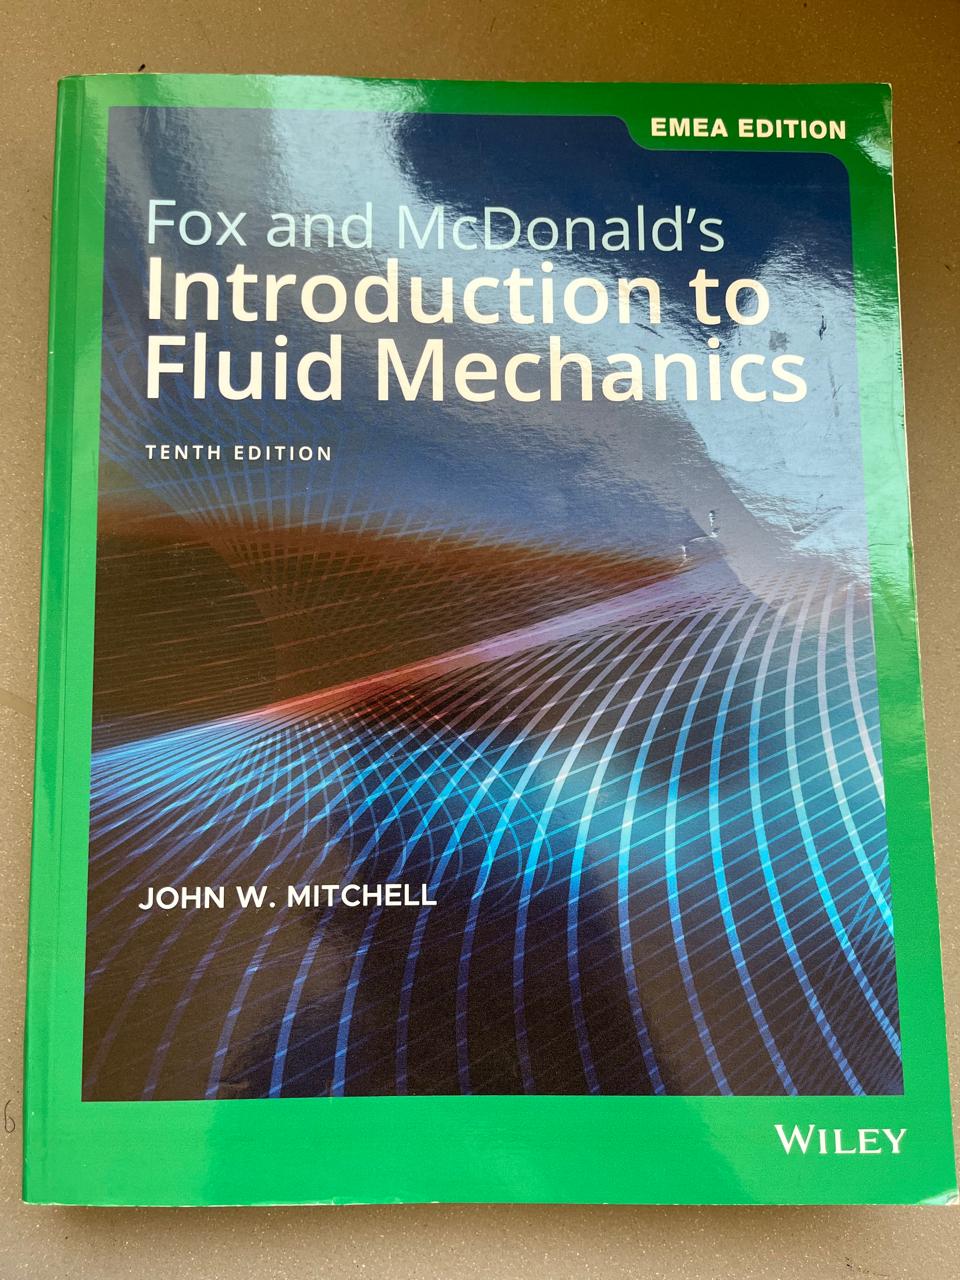 EMEA EDITION
Fox and McDonald's
Introduction to
Fluid Mechanics
TENTH EDITION
JOHN W. MITCHELL
WILEY